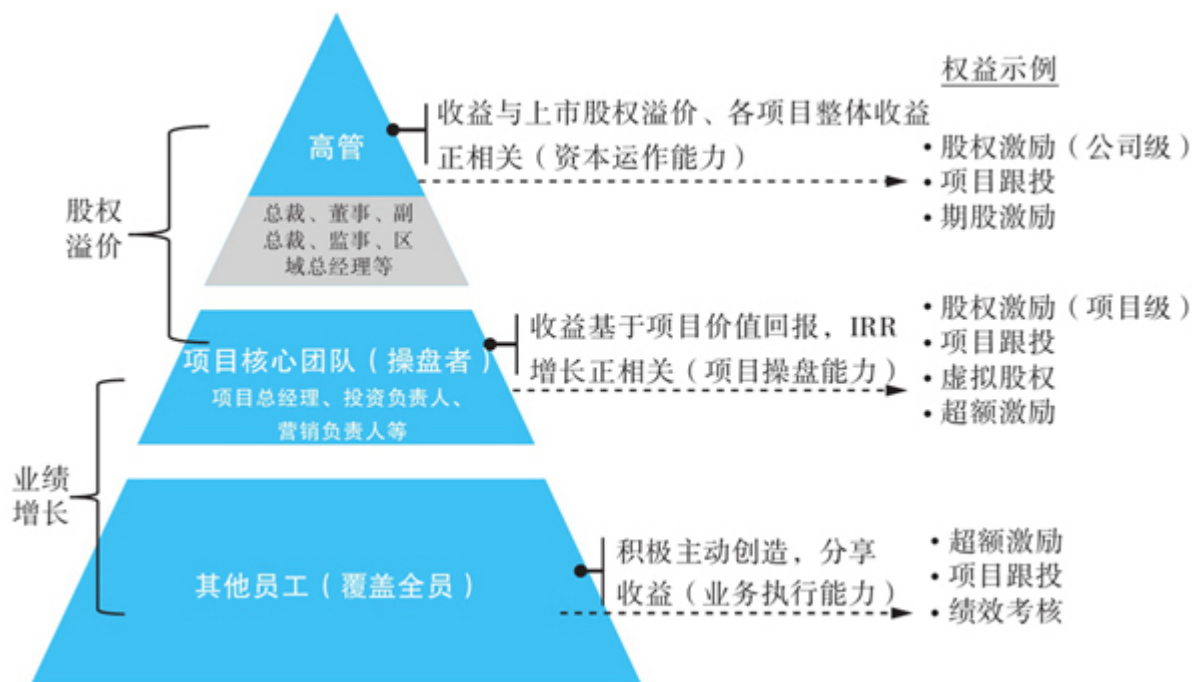 权益示例
高管
收益与上市股权溢价、各项目整体收益
正相关（资本运作能力）
• 股权激励（公司级）
• 项目跟投
• 期股激励
总裁、董事、副
总裁、监事、区
域总经理等
股权
溢价
项目核心团队（操盘者）
项目总经理、投资负责人、
营销负责人等
收益基于项目价值回报，IRR
增长正相关（项目操盘能力）
• 股权激励（项目级）
• 项目跟投
• 虚拟股权
• 超额激励
业绩
增长
其他员工（覆盖全员）
积极主动创造，分享
收益（业务执行能力）
• 超额激励
• 项目跟投
• 绩效考核